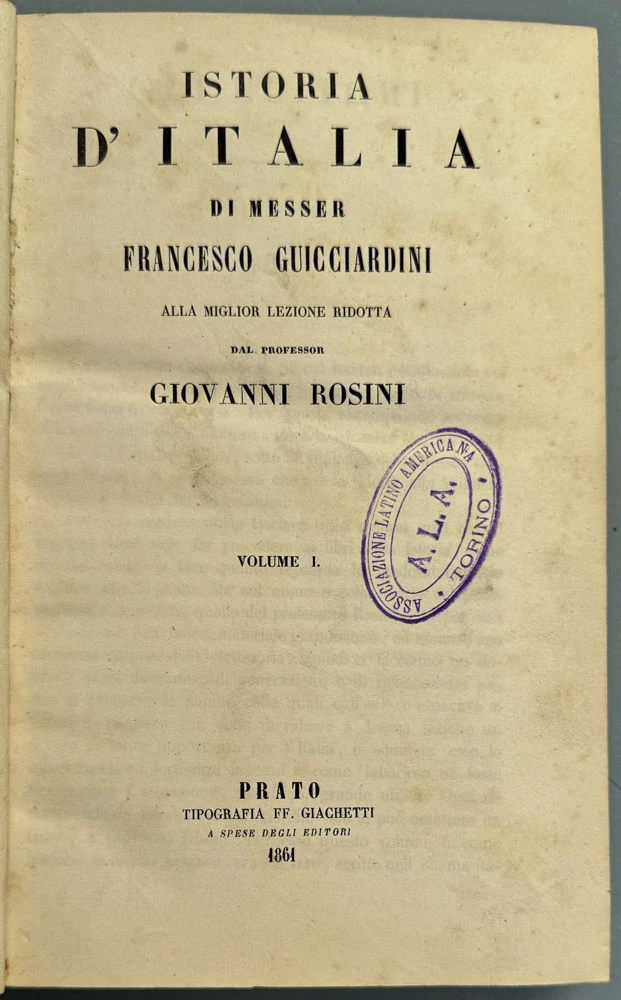 ISTORIA
D' ITALIA
DI MESSER
FRANCESCO GUICCIARDINI
ALLA MIGLIOR LEZIONE RIDOTTA
DAL PROFESSOR
GIOVANNI ROSINI
ASSOCIAZIONE LATINO AMERICANA
A. L. A.
• TORINO •
VOLUME I.
PRATO
TIPOGRAFIA FF. GIACHETTI
A SPESE DEGLI EDITORI
1861